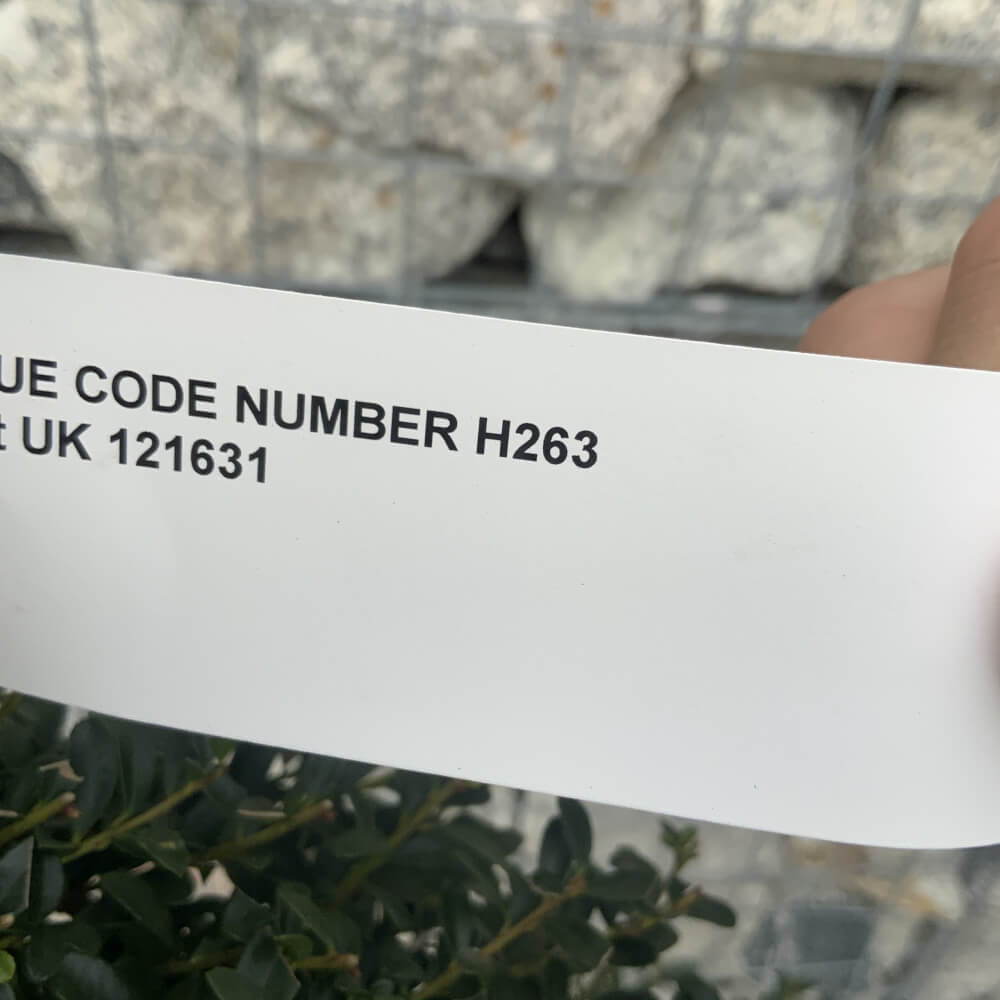 UE CODE NUMBER H263
t UK 121631